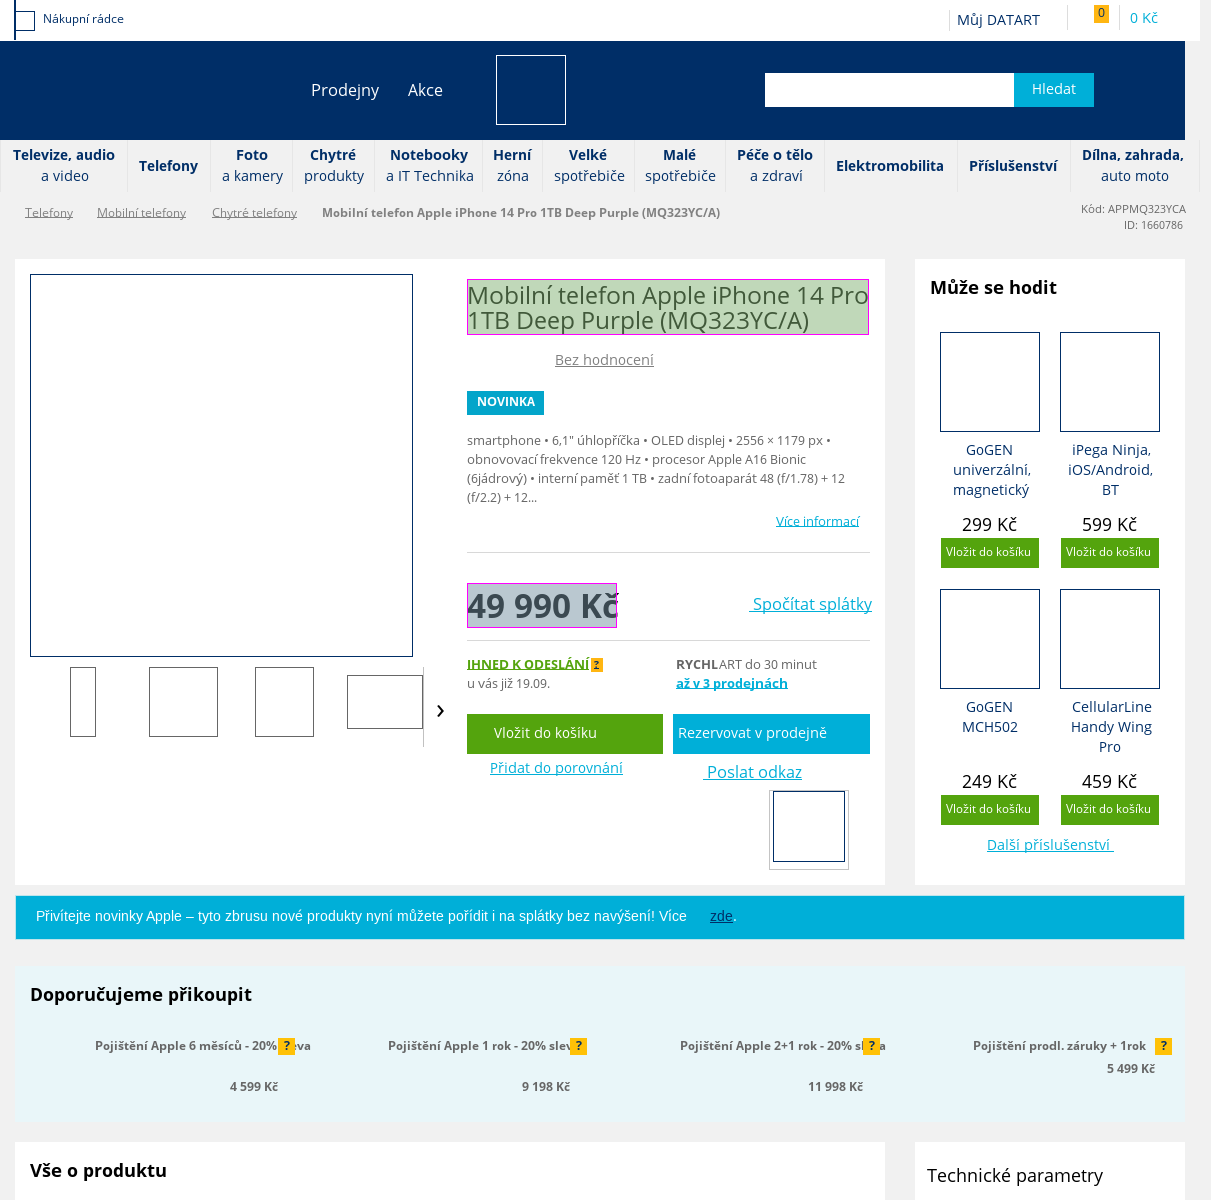 Nákupní rádce
Můj DATART
0
0 Kč
Prodejny
Akce
Hledat
Televize, audio
a video
Telefony
Foto
a kamery
Chytré
produkty
Notebooky
a IT Technika
Herní
zóna
Velké
spotřebiče
Malé
spotřebiče
Péče o tělo
a zdraví
Elektromobilita
Příslušenství
Dílna, zahrada,
auto moto
Telefony
Mobilní telefony
Chytré telefony
Mobilní telefon Apple iPhone 14 Pro 1TB Deep Purple (MQ323YC/A)
Kód: APPMQ323YCA
ID: 1660786
Mobilní telefon Apple iPhone 14 Pro
1TB Deep Purple (MQ323YC/A)
Bez hodnocení
NOVINKA
smartphone • 6,1" úhlopříčka • OLED displej • 2556 × 1179 px •
obnovovací frekvence 120 Hz • procesor Apple A16 Bionic
(6jádrový) • interní paměť 1 TB • zadní fotoaparát 48 (f/1.78) + 12
(f/2.2) + 12...
Více informací
49 990 Kč
Spočítat splátky
IHNED K ODESLÁNÍ ?
u vás již 19.09.
RYCHLART do 30 minut
až v 3 prodejnách
Vložit do košíku
Rezervovat v prodejně
Přidat do porovnání
Poslat odkaz
Může se hodit
GoGEN
univerzální,
magnetický
299 Kč
Vložit do košíku
iPega Ninja,
iOS/Android,
BT
599 Kč
Vložit do košíku
GoGEN
MCH502
249 Kč
Vložit do košíku
CellularLine
Handy Wing
Pro
459 Kč
Vložit do košíku
Další příslušenství
Přivítejte novinky Apple – tyto zbrusu nové produkty nyní můžete pořídit i na splátky bez navýšení! Více zde.
Doporučujeme přikoupit
Pojištění Apple 6 měsíců - 20% ?
4 599 Kč
Pojištění Apple 1 rok - 20% ?
9 198 Kč
Pojištění Apple 2+1 rok - 20% ?
11 998 Kč
Pojištění prodl. záruky + 1rok ?
5 499 Kč
Vše o produktu
Technické parametry